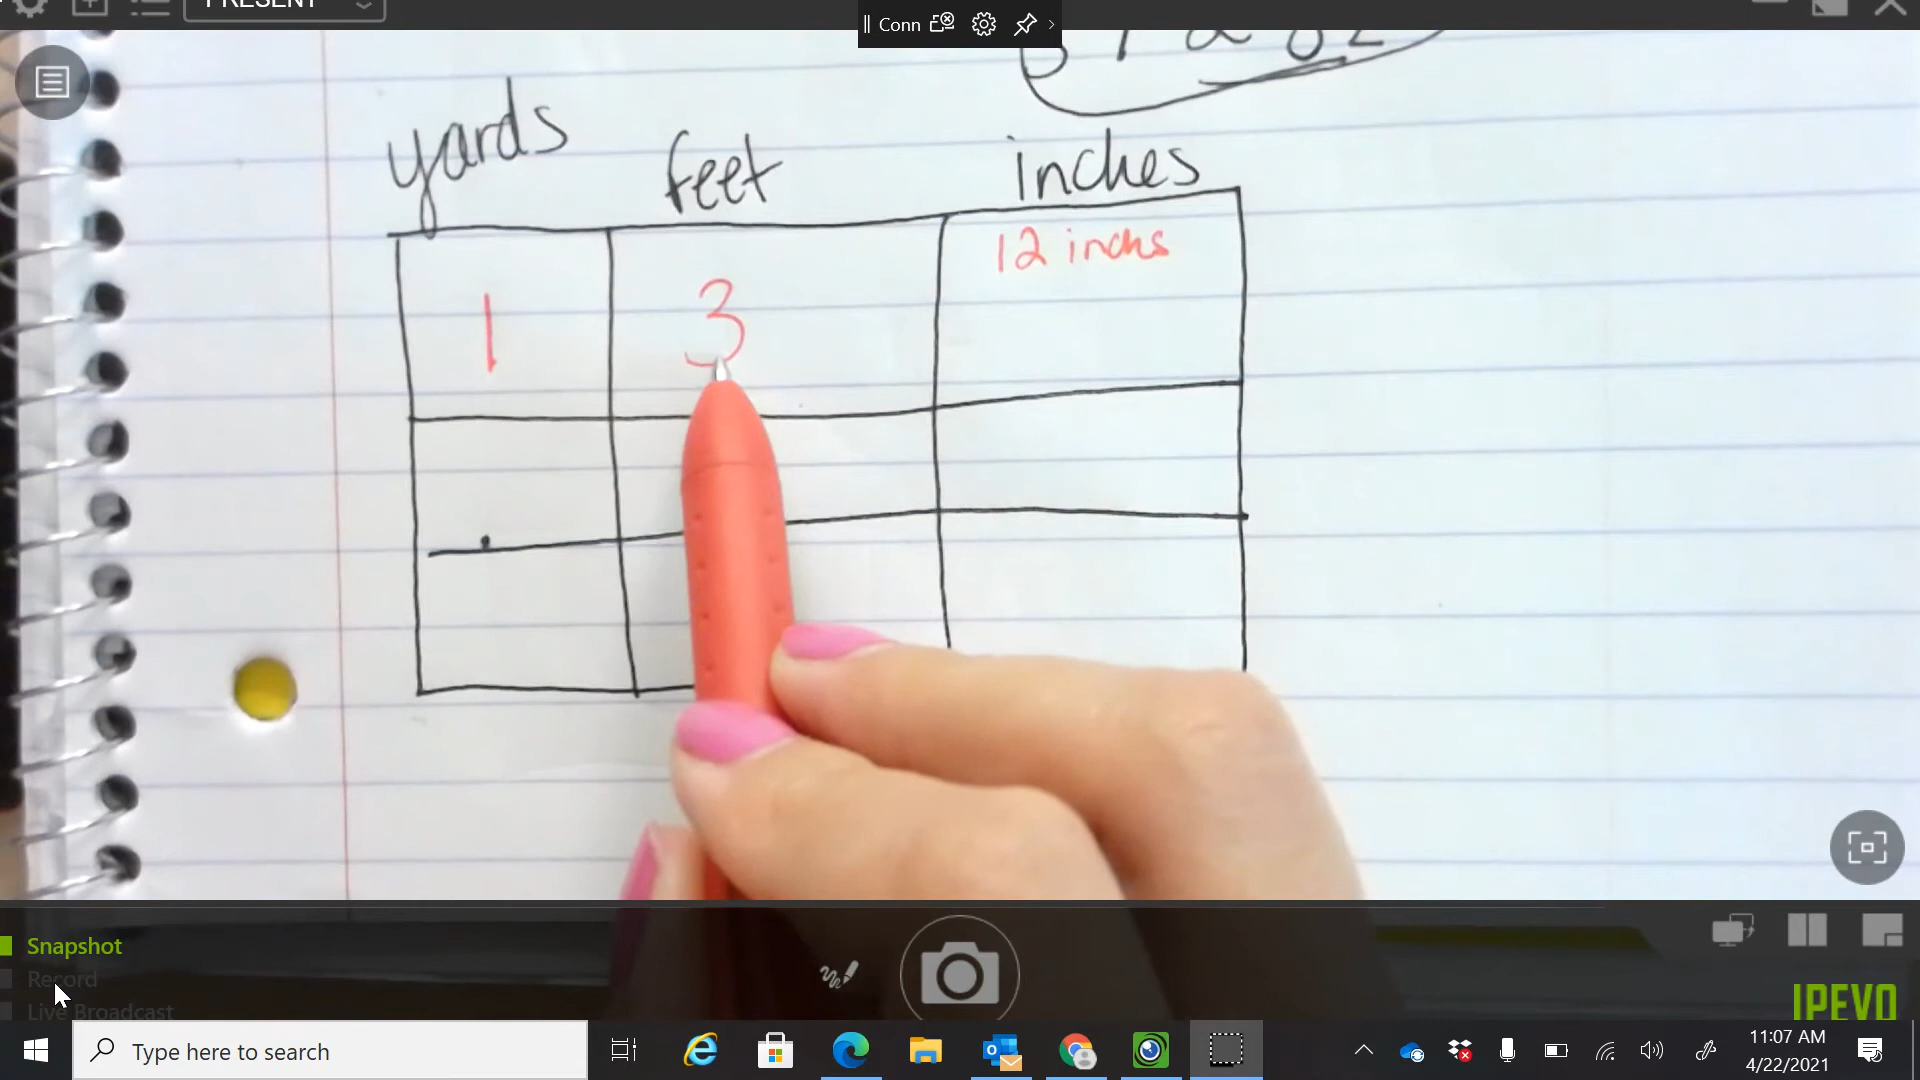 PRESENT
Conn
yards feet inches
12 inchs
1 3
Snapshot
Record
Live Broadcast
IPEVO
Type here to search
11:07 AM
4/22/2021